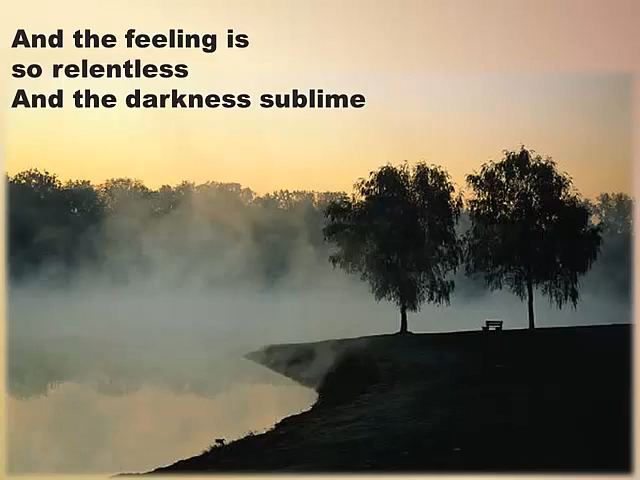 And the feeling is
so relentless
And the darkness sublime